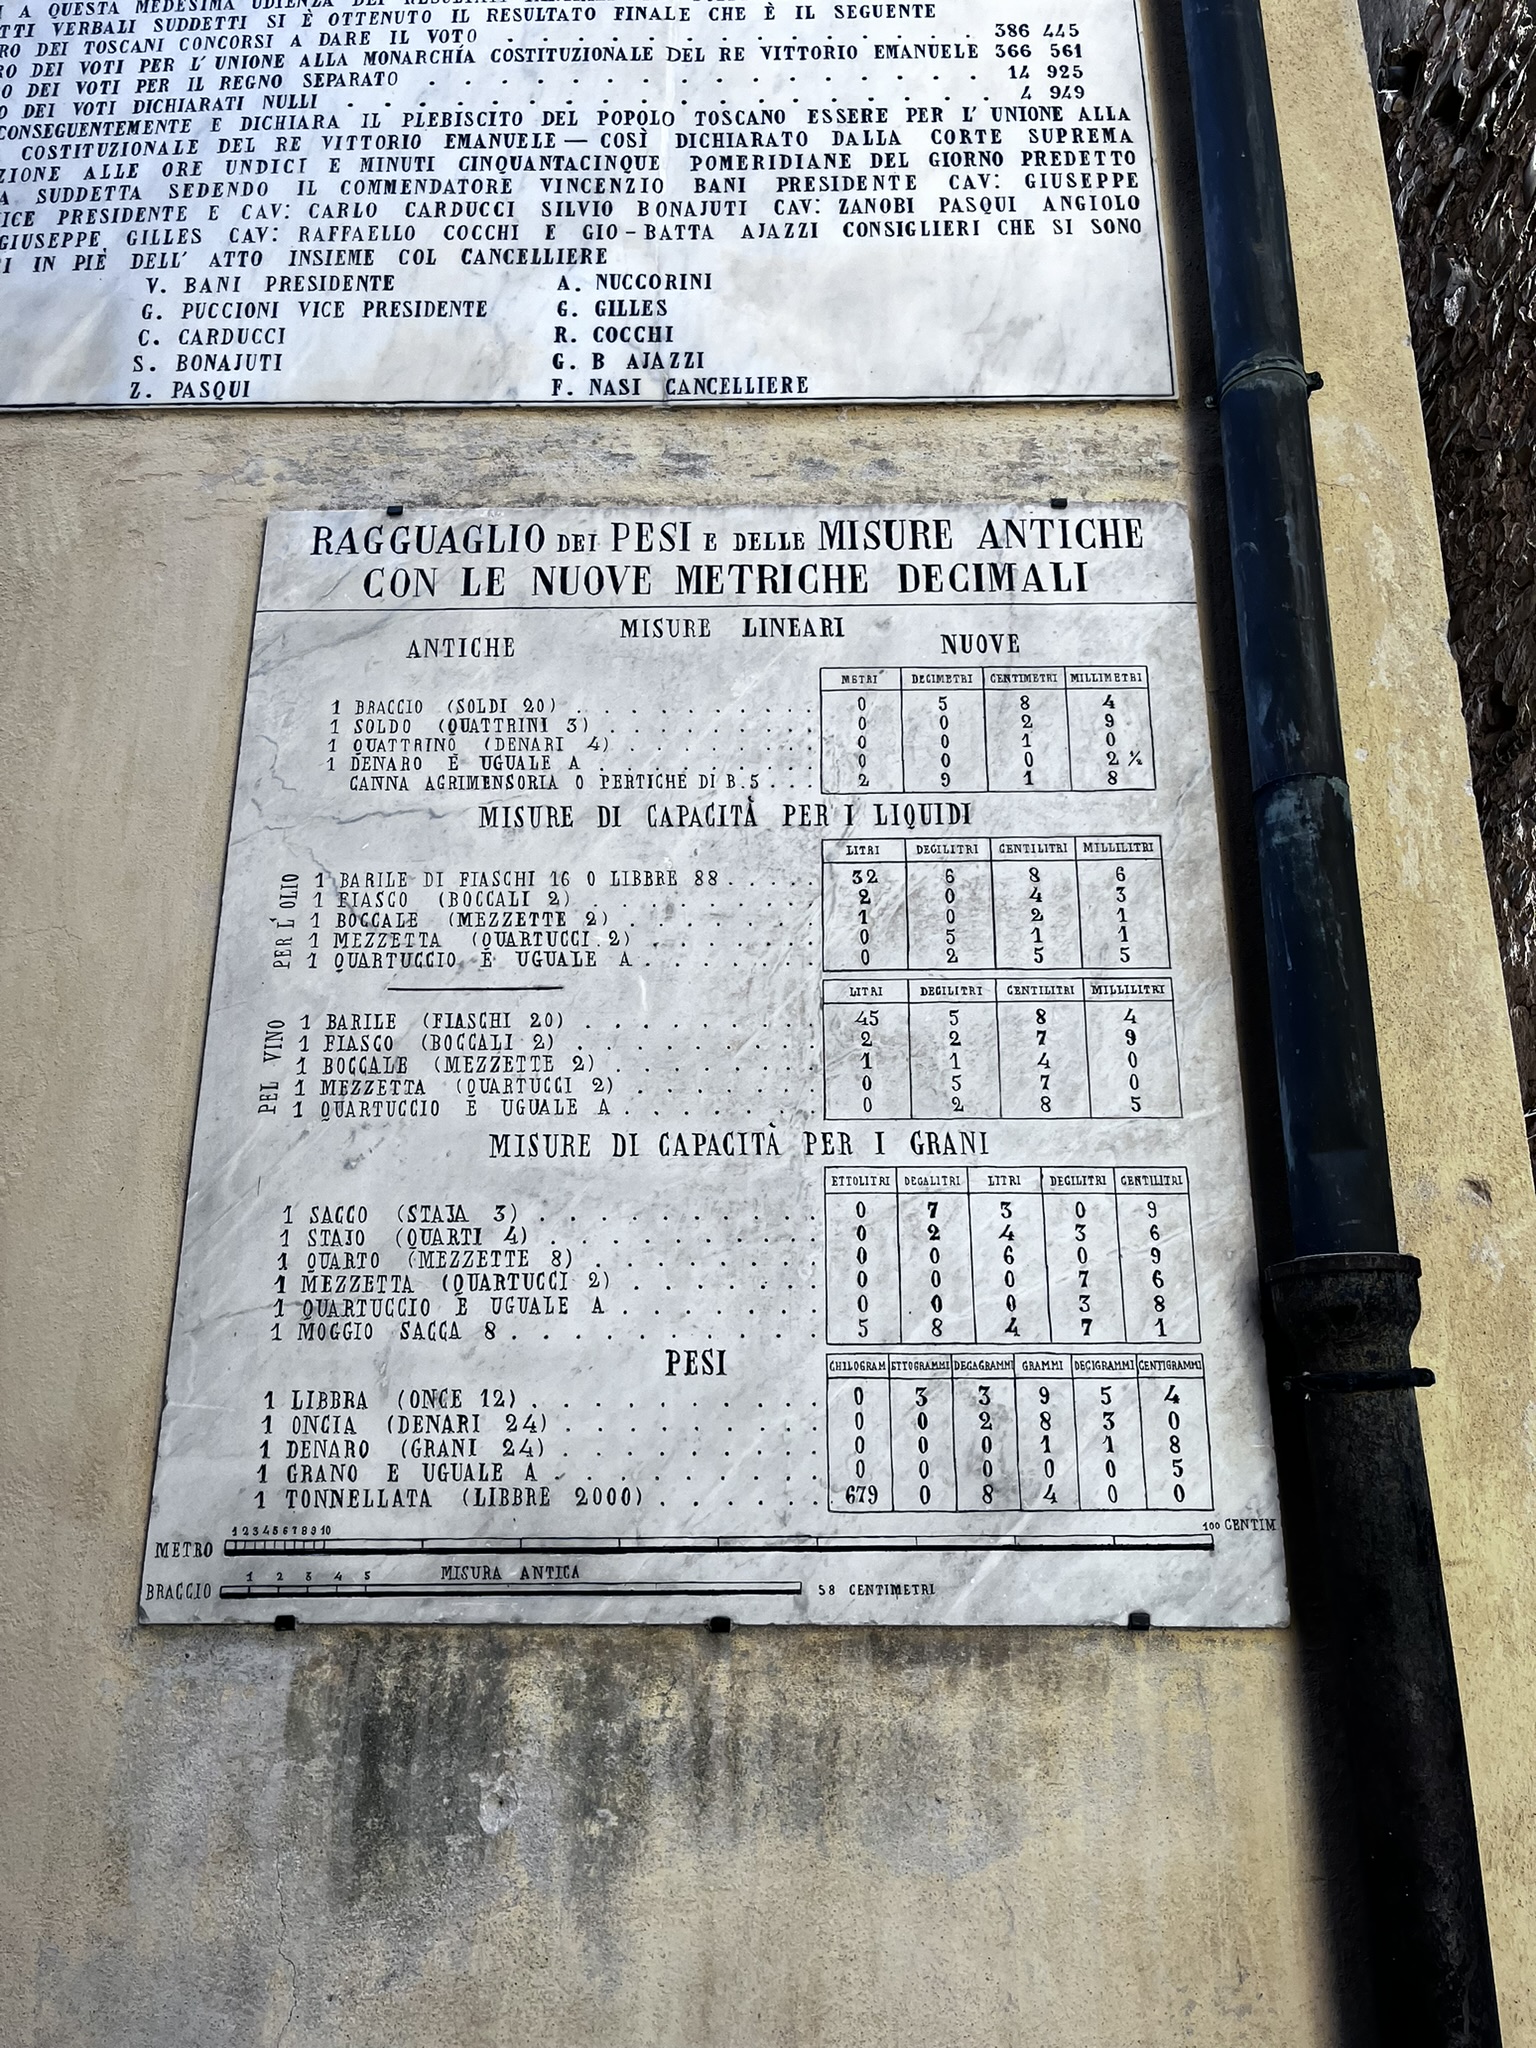 A QUESTA MEDESIMA UDIENZA DEI
TTI VERBALI SUDDETTI SI È OTTENUTO IL RESULTATO FINALE CHE È IL SEGUENTE
RO DEI TOSCANI CONCORSI A DARE IL VOTO . . . . . . . . . . . . . 386 445
RO DEI VOTI PER L'UNIONE ALLA MONARCHÍA COSTITUZIONALE DEL RE VITTORIO EMANUELE 366 561
O DEI VOTI PER IL REGNO SEPARATO . . . . . . . . . . . . . 14 925
O DEI VOTI DICHIARATI NULLI . . . . . . . . . . . . . 4 949
CONSEGUENTEMENTE E DICHIARA IL PLEBISCITO DEL POPOLO TOSCANO ESSERE PER L'UNIONE ALLA
COSTITUZIONALE DEL RE VITTORIO EMANUELE — COSÌ DICHIARATO DALLA CORTE SUPREMA
ZIONE ALLE ORE UNDICI E MINUTI CINQUANTACINQUE POMERIDIANE DEL GIORNO PREDETTO
A SUDDETTA SEDENDO IL COMMENDATORE VINCENZIO BANI PRESIDENTE CAV: GIUSEPPE
ICE PRESIDENTE E CAV: CARLO CARDUCCI SILVIO BONAJUTI CAV: ZANOBI PASQUI ANGIOLO
GIUSEPPE GILLES CAV: RAFFAELLO COCCHI E GIO-BATTA AJAZZI CONSIGLIERI CHE SI SONO
I IN PIÈ DELL' ATTO INSIEME COL CANCELLIERE
V. BANI PRESIDENTE A. NUCCORINI
G. PUCCIONI VICE PRESIDENTE G. GILLES
C. CARDUCCI R. COCCHI
S. BONAJUTI G. B AJAZZI
Z. PASQUI F. NASI CANCELLIERE
RAGGUAGLIO DEI PESI E DELLE MISURE ANTICHE
CON LE NUOVE METRICHE DECIMALI
MISURE LINEARI
ANTICHE NUOVE
METRI DECIMETRI CENTIMETRI MILLIMETRI
1 BRACCIO (SOLDI 20) . . . . . . . 0 5 8 4
1 SOLDO (QUATTRINI 3) . . . . . . . 0 0 2 9
1 QUATTRINO (DENARI 4) . . . . . . . 0 0 1 0
1 DENARO È UGUALE A . . . . . . . 0 0 0 2 ½
CANNA AGRIMENSORIA O PERTICHE DI B. 5 . . . 2 9 1 8
MISURE DI CAPACITÀ PER I LIQUIDI
LITRI DECILITRI CENTILITRI MILLILITRI
PER L'OLIO
1 BARILE DI FIASCHI 16 O LIBBRE 88 . . . . . 32 6 8 6
1 FIASCO (BOCCALI 2) . . . . . . . 2 0 4 3
1 BOCCALE (MEZZETTE 2) . . . . . . . 1 0 2 1
1 MEZZETTA (QUARTUCCI 2) . . . . . . 0 5 1 1
1 QUARTUCCIO È UGUALE A . . . . . . 0 2 5 5
LITRI DECILITRI CENTILITRI MILLILITRI
PEL VINO
1 BARILE (FIASCHI 20) . . . . . . . 45 5 8 4
1 FIASCO (BOCCALI 2) . . . . . . . 2 2 7 9
1 BOCCALE (MEZZETTE 2) . . . . . . . 1 1 4 0
1 MEZZETTA (QUARTUCCI 2) . . . . . . 0 5 7 0
1 QUARTUCCIO È UGUALE A . . . . . . 0 2 8 5
MISURE DI CAPACITÀ PER I GRANI
ETTOLITRI DECALITRI LITRI DECILITRI CENTILITRI
1 SACCO (STAJA 3) . . . . . . . . 0 7 3 0 9
1 STAJO (QUARTI 4) . . . . . . . . 0 2 4 3 6
1 QUARTO (MEZZETTE 8) . . . . . . . 0 0 6 0 9
1 MEZZETTA (QUARTUCCI 2) . . . . . . 0 0 0 7 6
1 QUARTUCCIO È UGUALE A . . . . . . 0 0 0 3 8
1 MOGGIO SACCA 8 . . . . . . . . . 5 8 4 7 1
PESI
CHILOGRAM ETTOGRAMMI DECAGRAMMI GRAMMI DECIGRAMMI CENTIGRAMMI
1 LIBBRA (ONCE 12) . . . . . . . . 0 3 3 9 5 4
1 ONCIA (DENARI 24) . . . . . . . . 0 0 2 8 3 0
1 DENARO (GRANI 24) . . . . . . . . 0 0 0 1 1 8
1 GRANO E UGUALE A . . . . . . . . 0 0 0 0 0 5
1 TONNELLATA (LIBBRE 2000) . . . . . 679 0 8 4 0 0
1 2 3 4 5 6 7 8 9 10 100 CENTIM
METRO
1 2 3 4 5 MISURA ANTICA
BRACCIO 58 CENTIMETRI